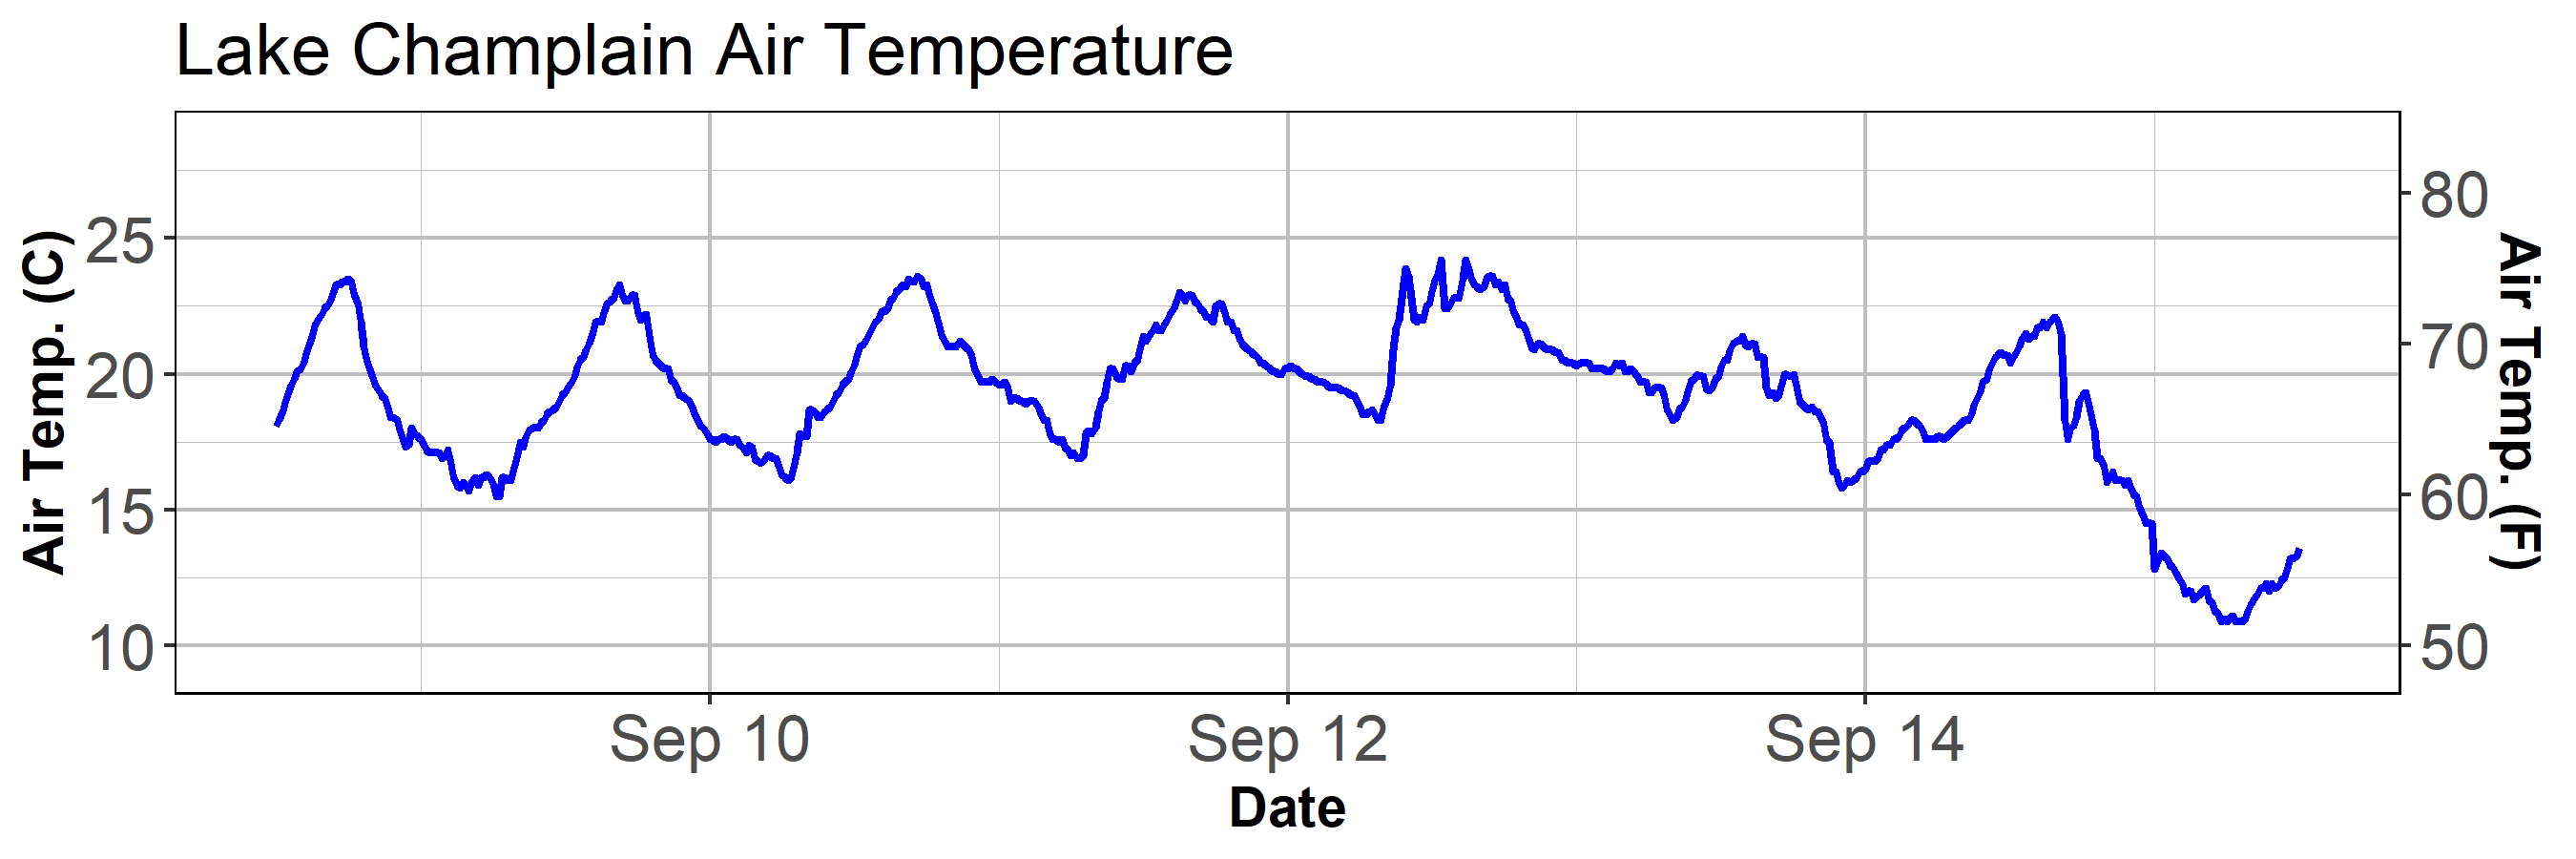 Lake Champlain Air Temperature
Air Temp. (C)
25
20
15
10
80
70
60
50
Air Temp. (F)
Sep 10
Sep 12
Sep 14
Date